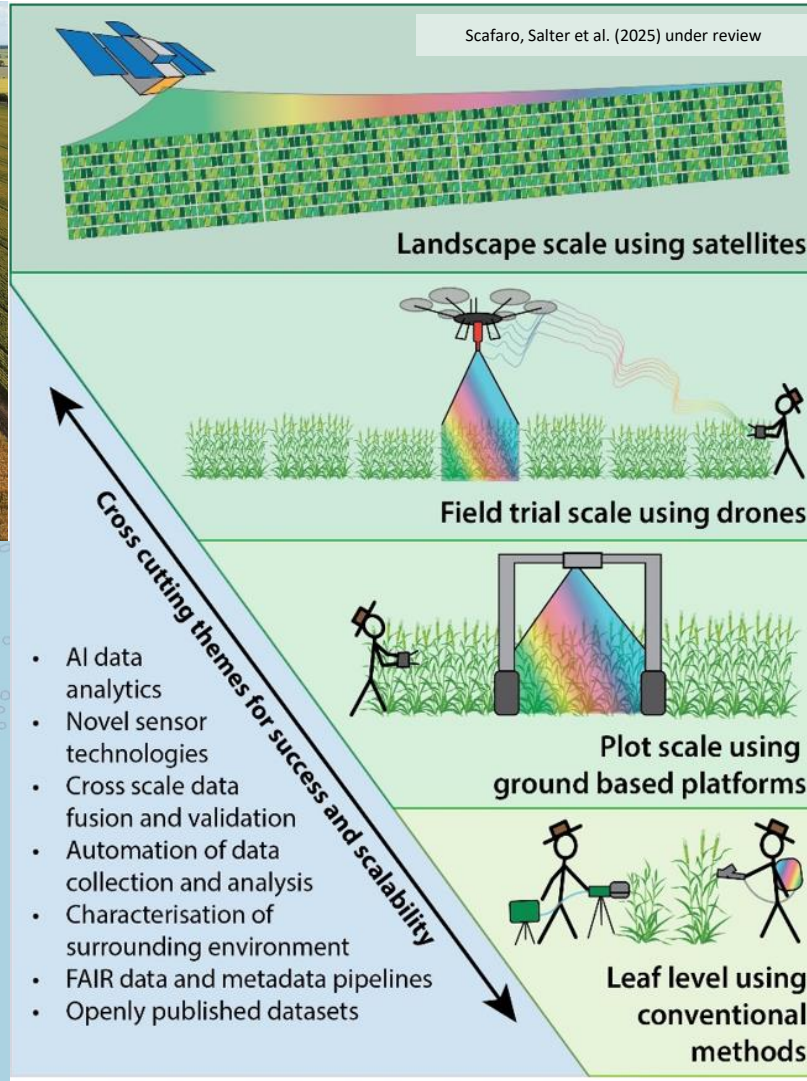 Scafaro, Salter et al. (2025) under review
Landscape scale using satellites
Field trial scale using drones
Plot scale using
ground based platforms
Leaf level using
conventional
methods
Cross cutting themes for success and scalability
• AI data
analytics
• Novel sensor
technologies
• Cross scale data
fusion and validation
• Automation of data
collection and analysis
• Characterisation of
surrounding environment
• FAIR data and metadata pipelines
• Openly published datasets